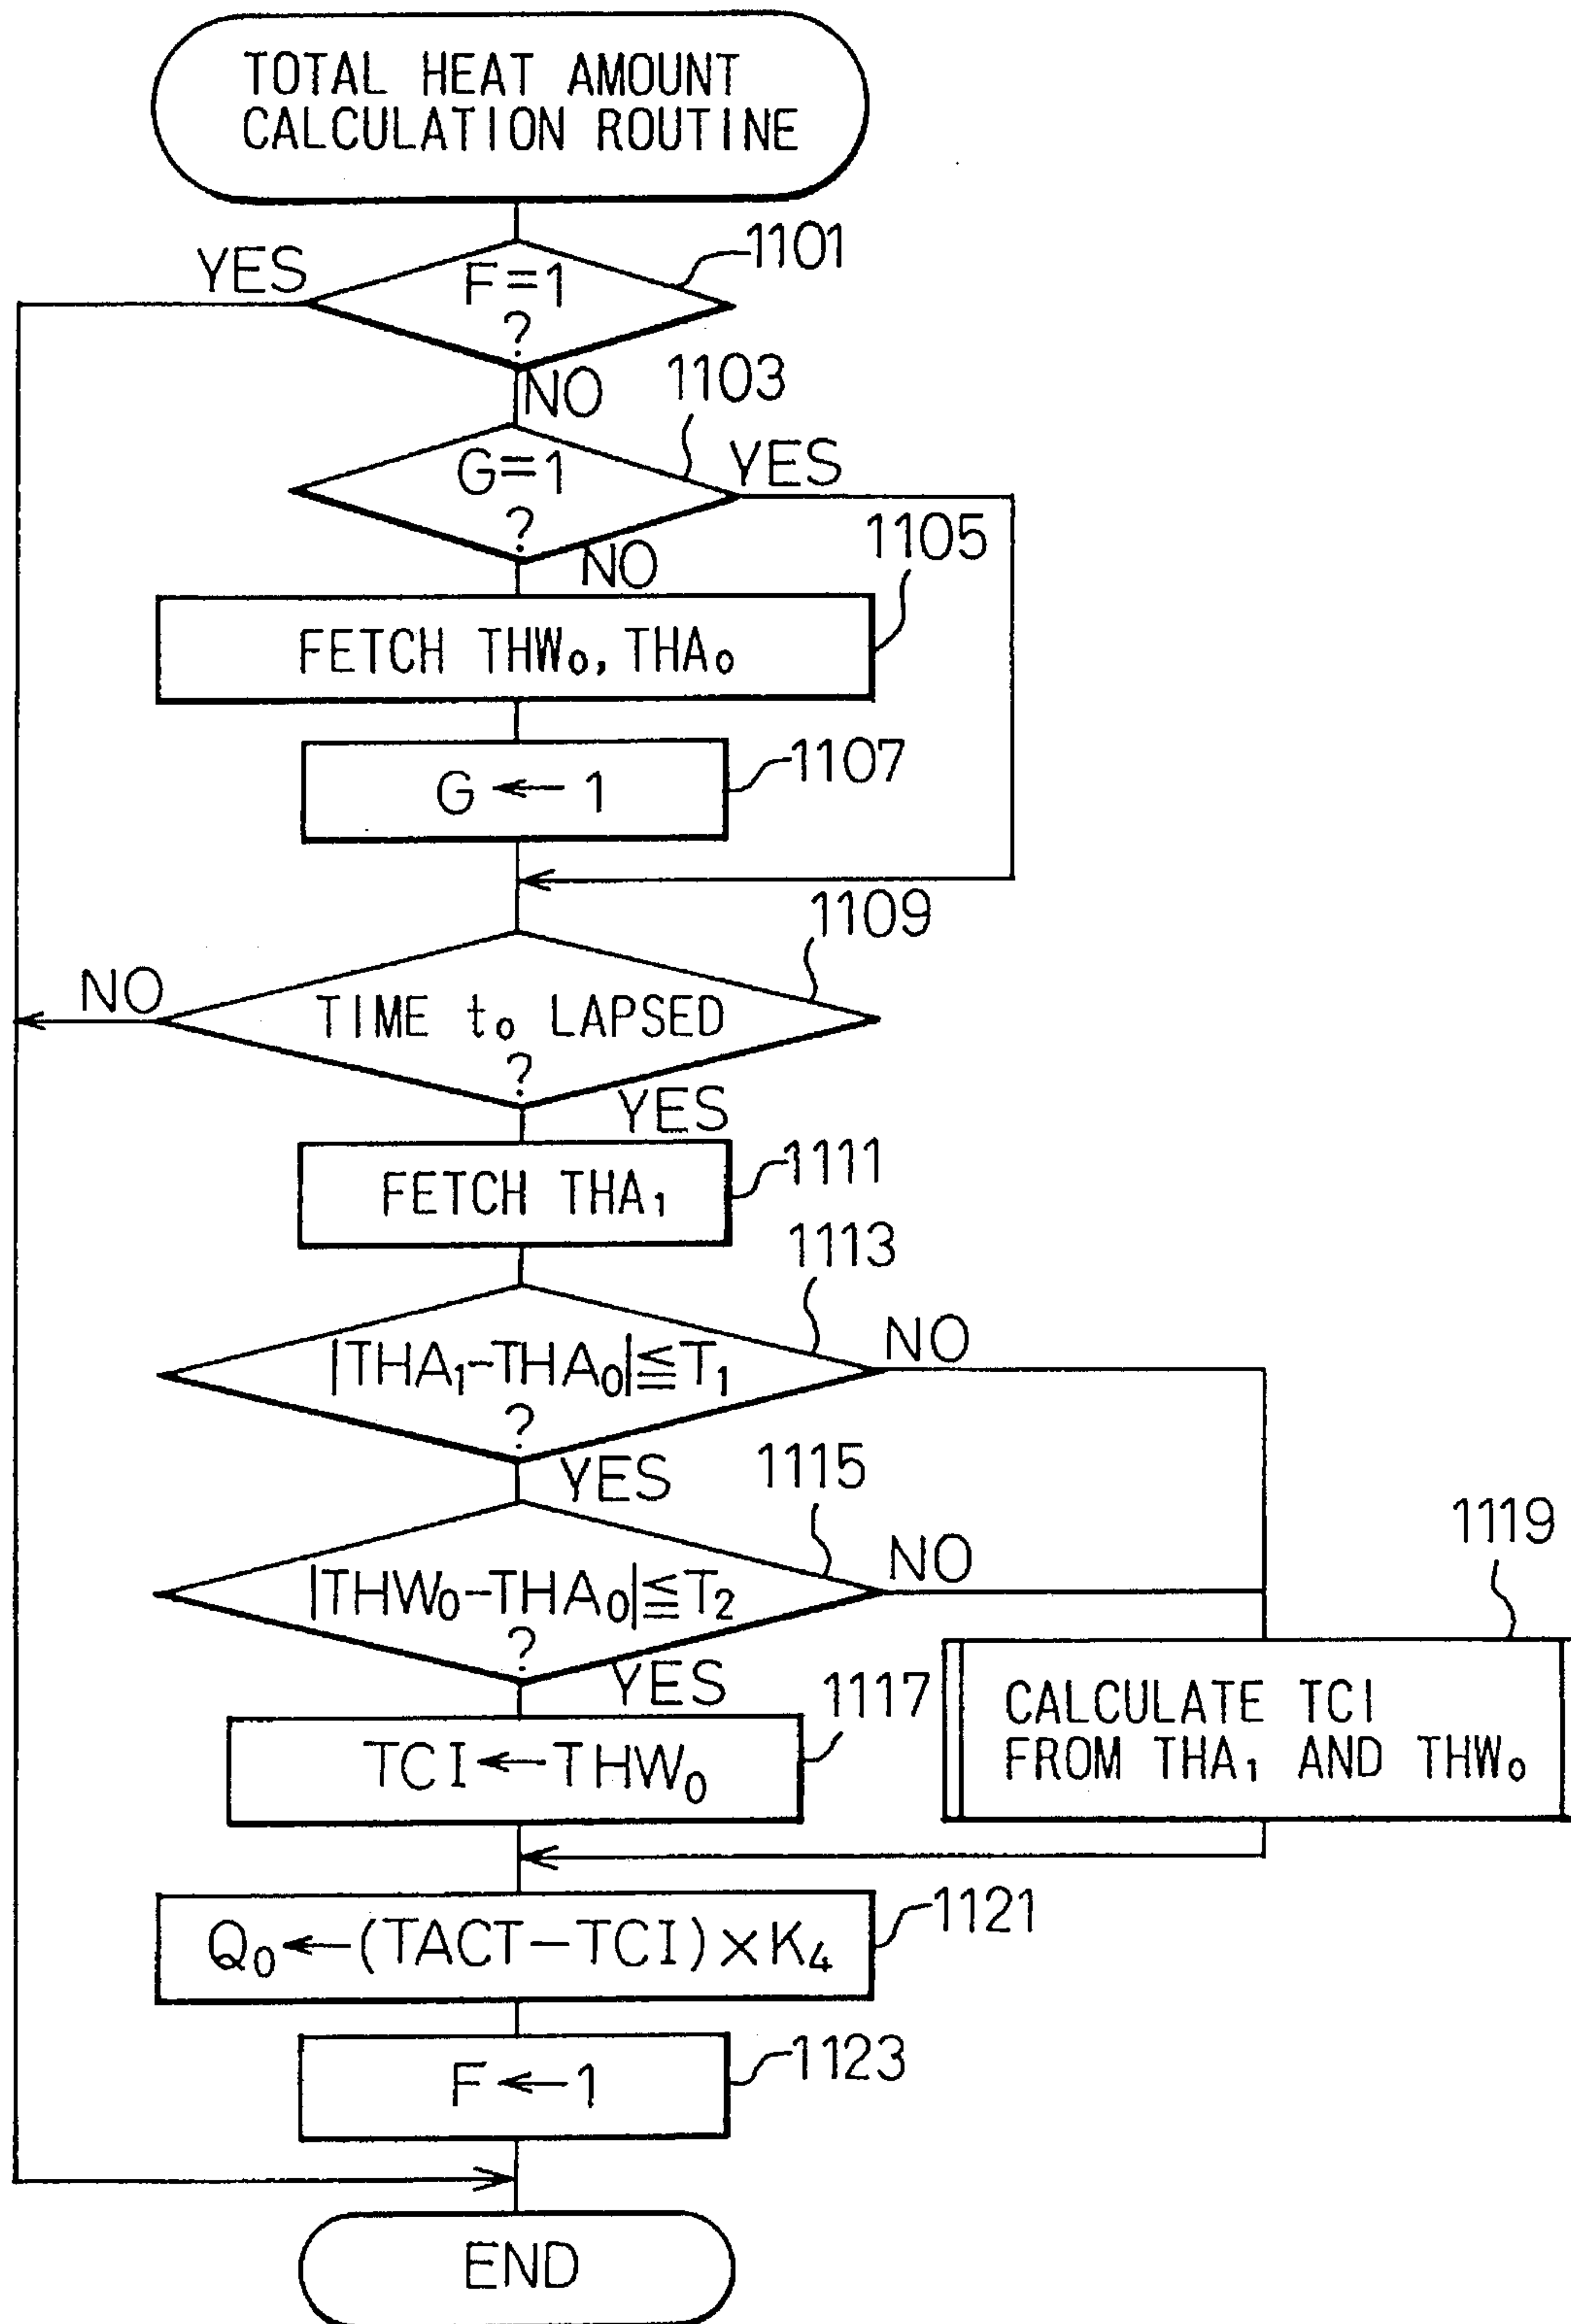 TOTAL HEAT AMOUNT
CALCULATION ROUTINE
1101
YES
F=1
?
NO
1103
G=1
?
YES
NO
1105
FETCH THW₀, THA₀
1107
G ← 1
1109
NO
TIME t₀ LAPSED
?
YES
1111
FETCH THA₁
1113
|THA₁-THA₀|≦T₁
?
NO
YES
1115
|THW₀-THA₀|≦T₂
?
NO
YES
1117
TCI←THW₀
1119
CALCULATE TCI
FROM THA₁ AND THW₀
1121
Q₀←(TACT-TCI)×K₄
1123
F←1
END